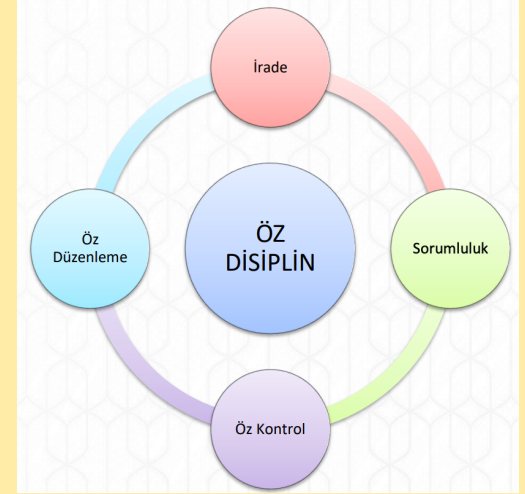 İrade
Öz
Düzenleme
ÖZ
DİSİPLİN
Sorumluluk
Öz Kontrol